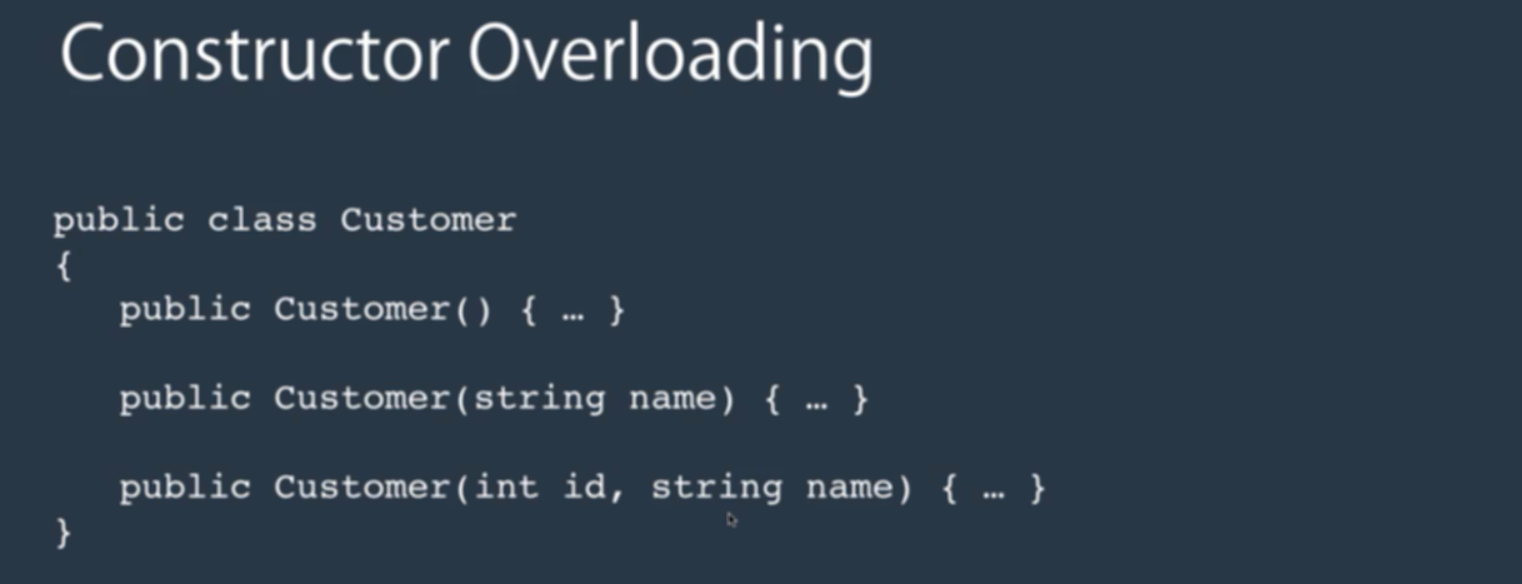 Constructor Overloading
public class Customer
{
public Customer() { … }
public Customer(string name) { … }
public Customer(int id, string name) { … }
}